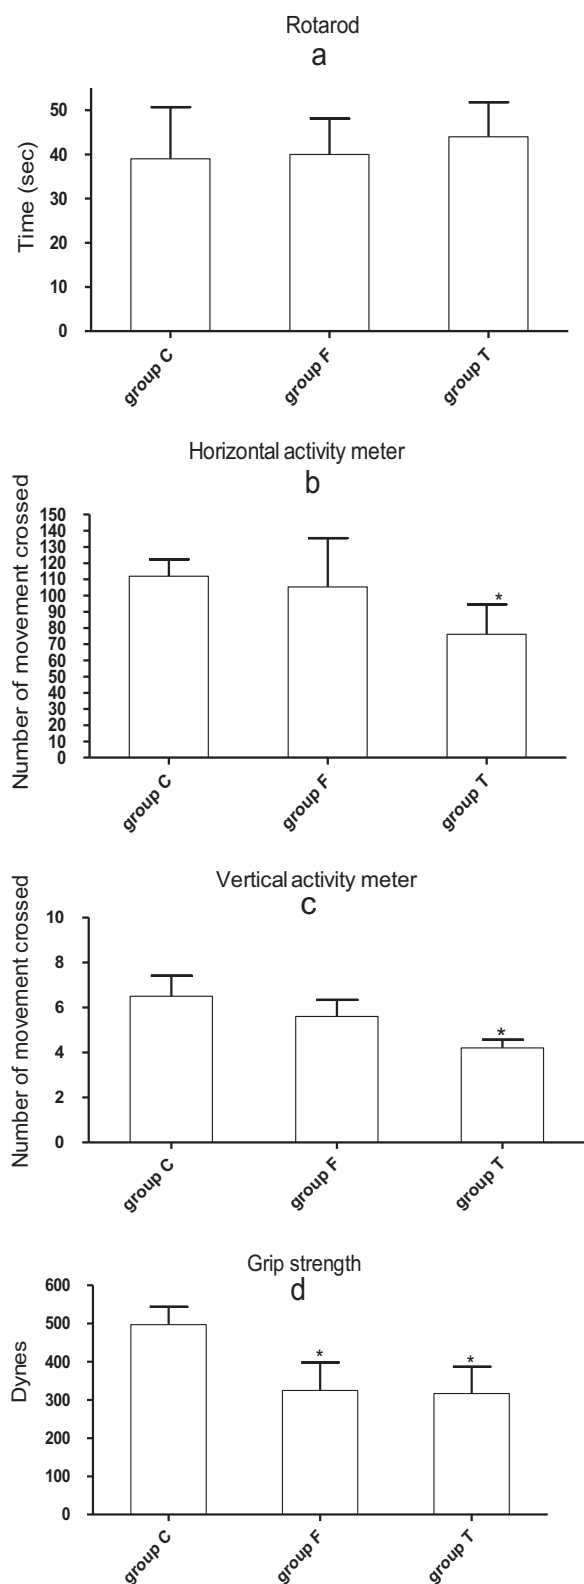 Rotarod
a
Time (sec)
50
40
30
20
10
0
group C
group F
group T
Horizontal activity meter
b
Number of movement crossed
150
140
130
120
110
100
90
80
70
60
50
40
30
20
10
0
*
group C
group F
group T
Vertical activity meter
c
Number of movement crossed
10
8
6
4
2
0
*
group C
group F
group T
Grip strength
d
Dynes
600
500
400
300
200
100
0
* *
group C
group F
group T